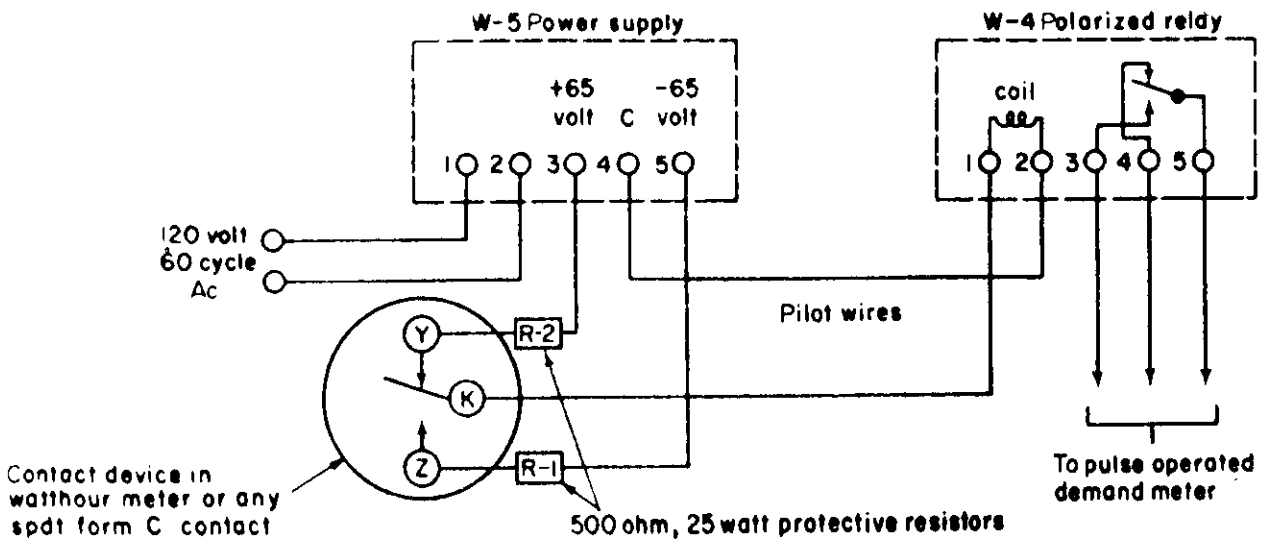 W-5 Power supply
W-4 Polarized relay
+65 -65
volt C volt
coil
1 2 3 4 5
1 2 3 4 5
120 volt
60 cycle
Ac
Pilot wires
Y
R-2
K
Z
R-1
Contact device in
watthour meter or any
spdt form C contact
500 ohm, 25 watt protective resistors
To pulse operated
demand meter